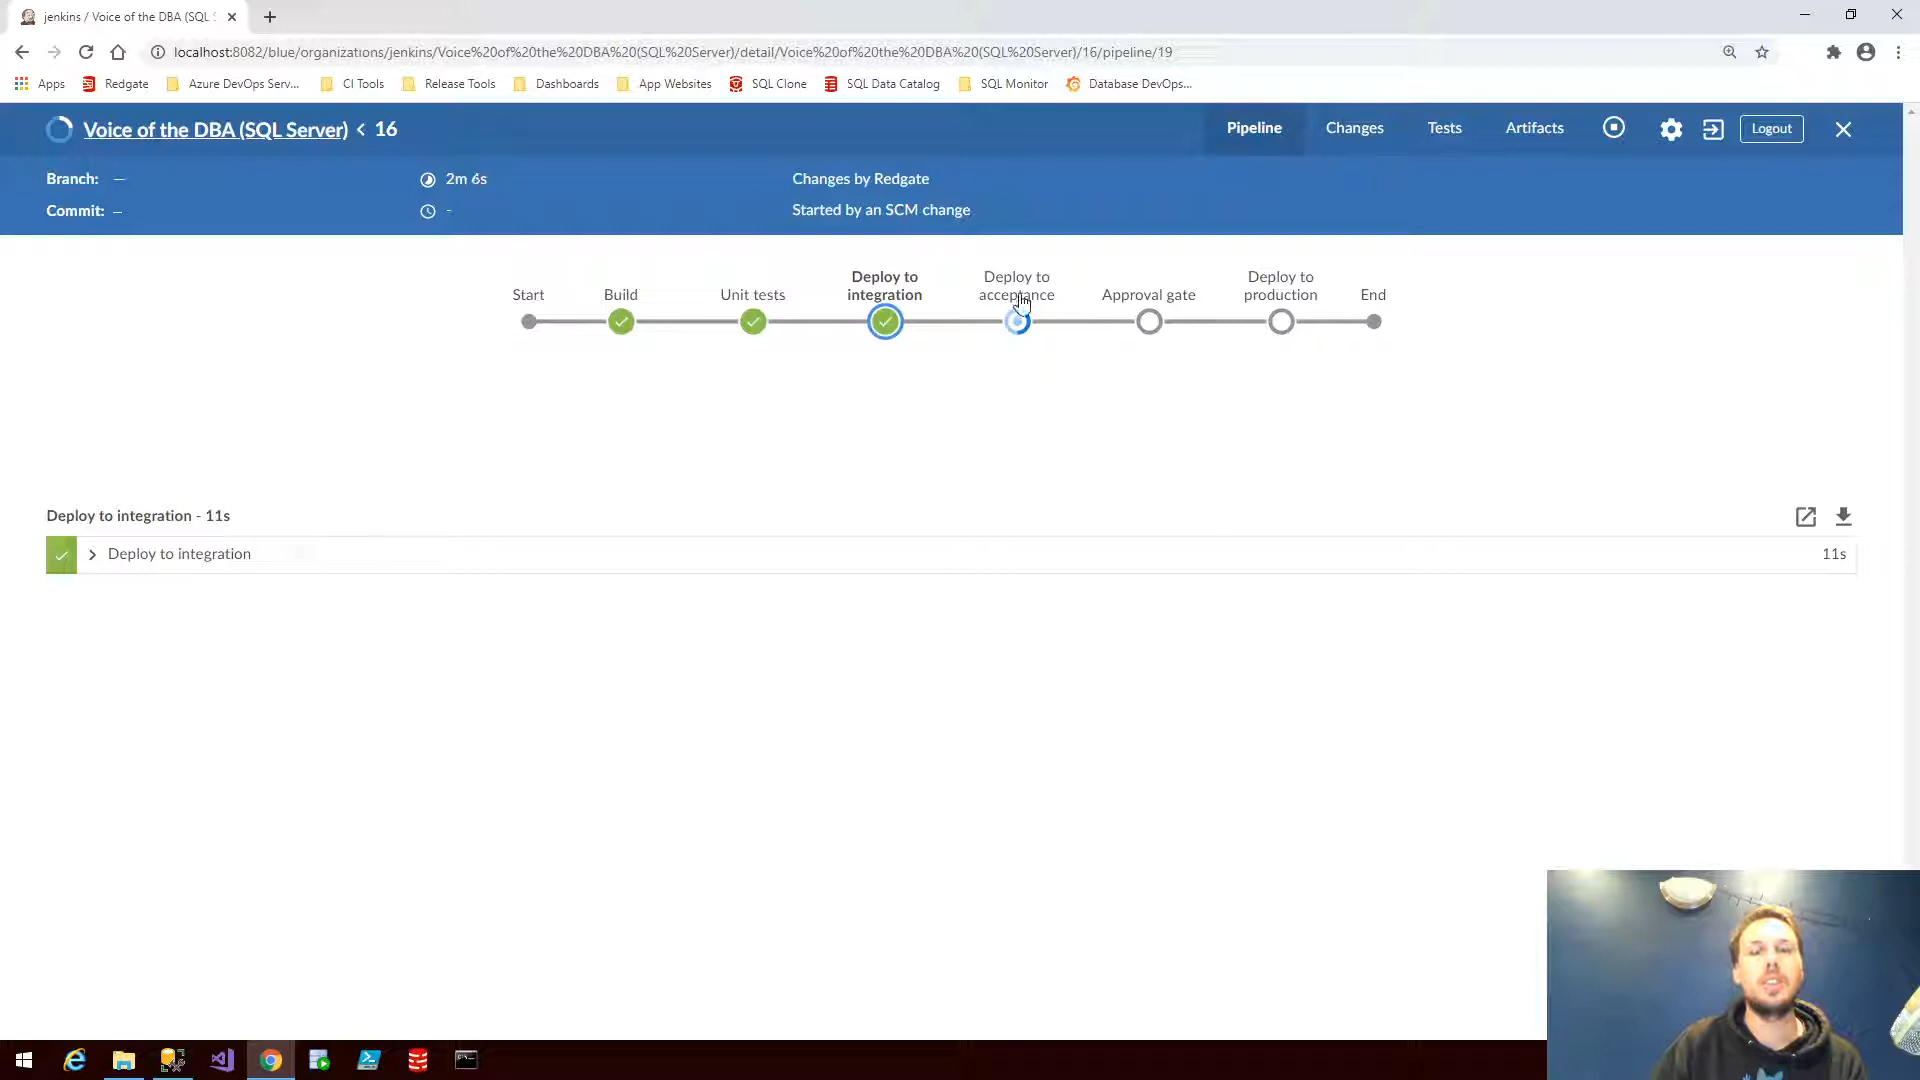 jenkins / Voice of the DBA (SQL S
localhost:8082/blue/organizations/jenkins/Voice%20of%20the%20DBA%20(SQL%20Server)/detail/Voice%20of%20the%20DBA%20(SQL%20Server)/16/pipeline/19
Apps Redgate Azure DevOps Serv... CI Tools Release Tools Dashboards App Websites SQL Clone SQL Data Catalog SQL Monitor Database DevOps...
Voice of the DBA (SQL Server) < 16 Pipeline Changes Tests Artifacts Logout
Branch: — 2m 6s Changes by Redgate
Commit: — - Started by an SCM change
Start
Build
Unit tests
Deploy to
integration
Deploy to
acceptance
Approval gate
Deploy to
production
End
Deploy to integration - 11s
Deploy to integration 11s